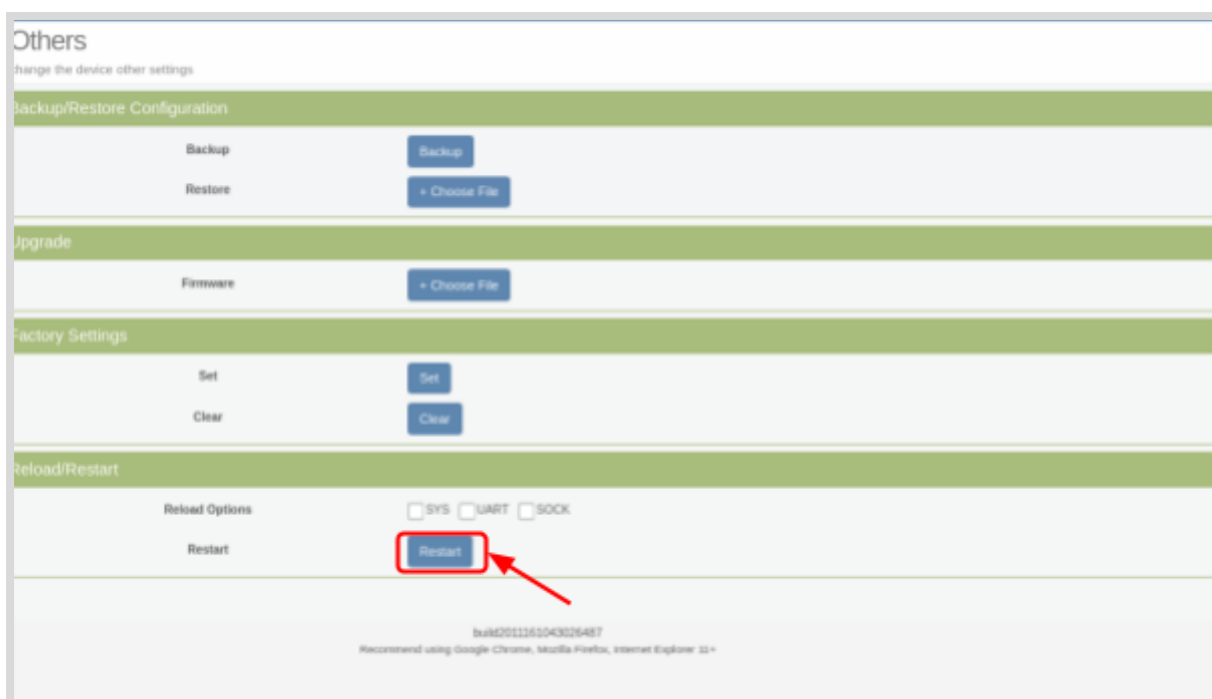 Others
change the device other settings
Backup/Restore Configuration
Backup
Backup
Restore
+ Choose File
Upgrade
Firmware
+ Choose File
Factory Settings
Set
Set
Clear
Clear
Reload/Restart
Reload Options
SYS UART SOCK
Restart
Restart
build2011161043026487
Recommend using Google Chrome, Mozilla Firefox, Internet Explorer 11+